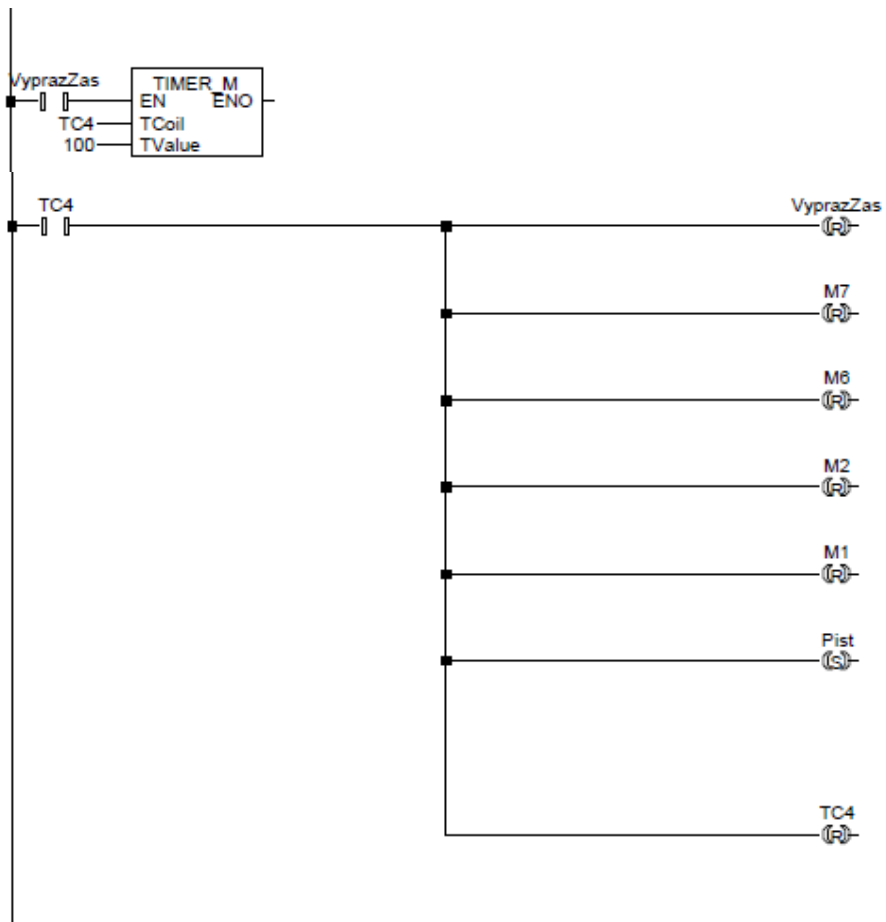 VyprazZas
TIMER_M
EN ENO
TC4 TCoil
100 TValue
TC4
VyprazZas
(R)
M7
(R)
M6
(R)
M2
(R)
M1
(R)
Pist
(S)
TC4
(R)